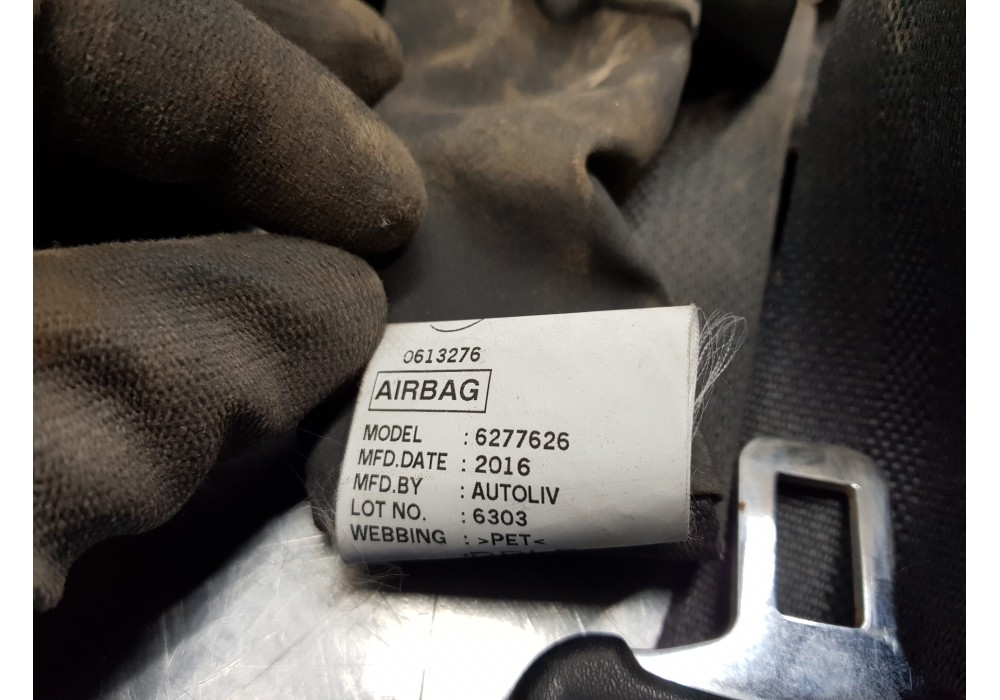 0613276
AIRBAG
MODEL : 6277626
MFD.DATE : 2016
MFD.BY : AUTOLIV
LOT NO. : 6303
WEBBING : >PET<